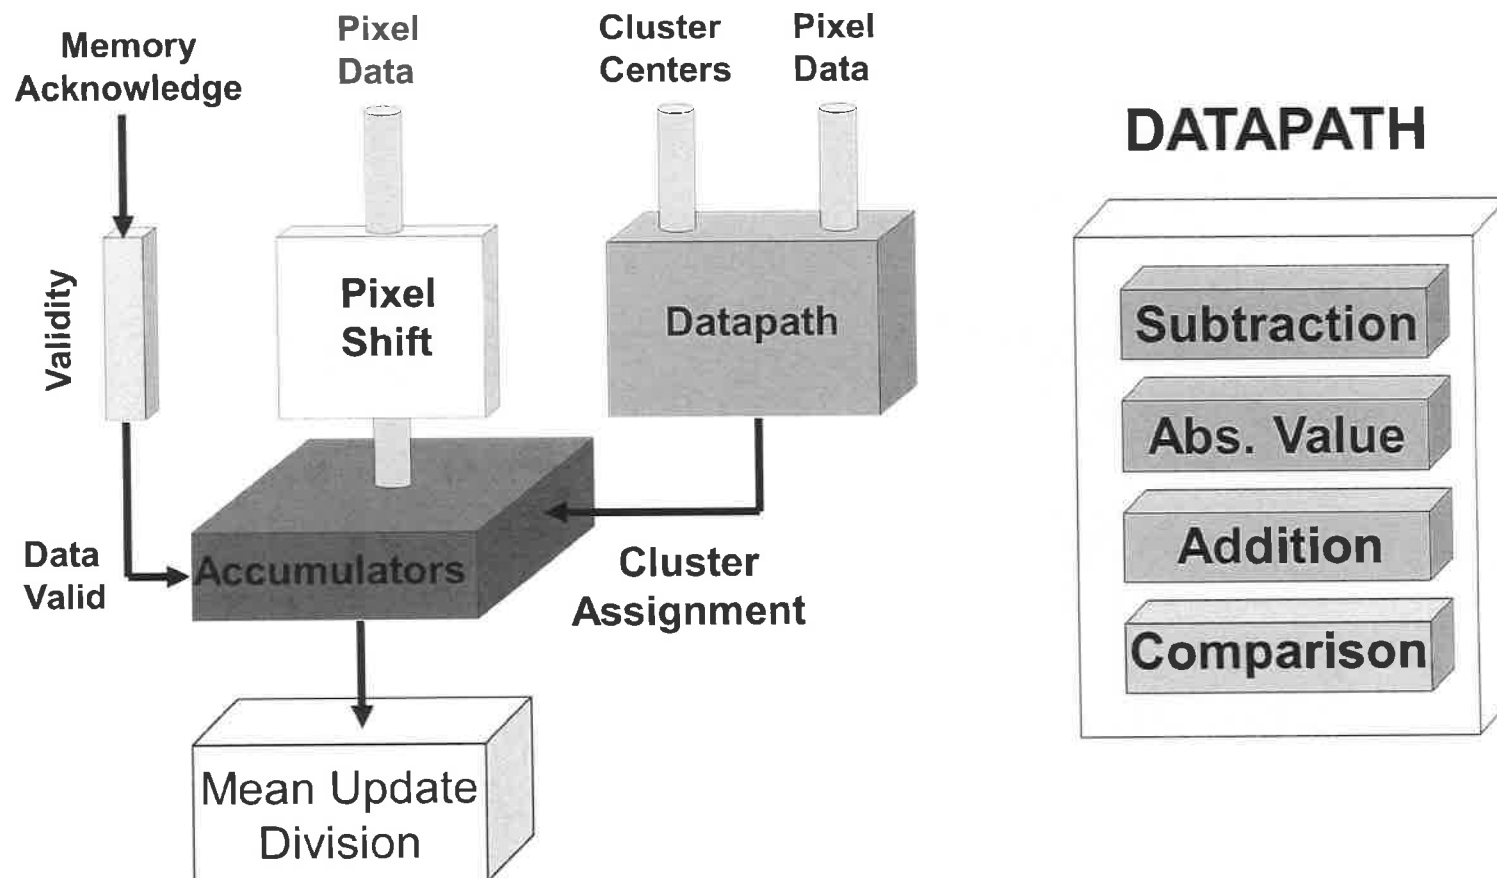 Memory
Acknowledge
Pixel
Data
Cluster
Centers
Pixel
Data
DATAPATH
Validity
Pixel
Shift
Datapath
Subtraction
Abs. Value
Addition
Comparison
Data
Valid
Accumulators
Cluster
Assignment
Mean Update
Division